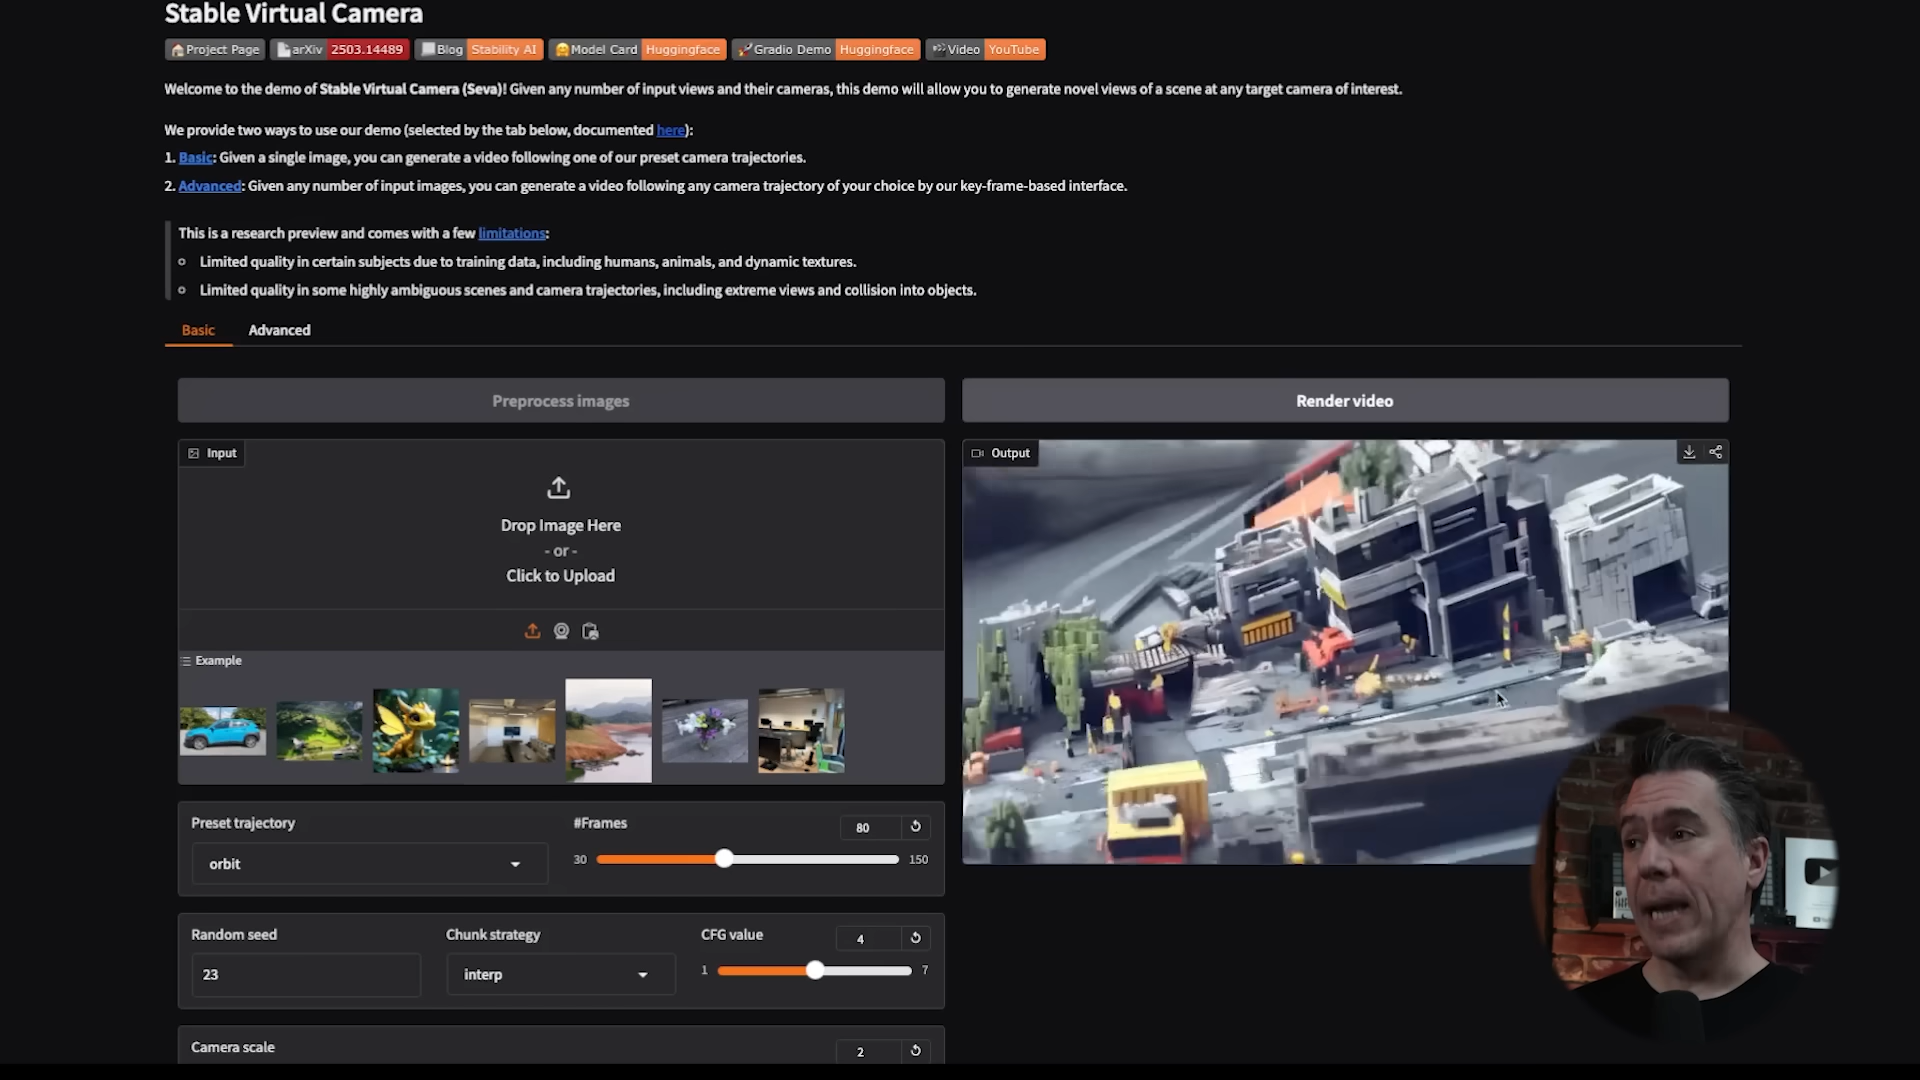 Stable Virtual Camera
Project Page arXiv 2503.14489 Blog Stability AI Model Card Huggingface Gradio Demo Huggingface Video YouTube
Welcome to the demo of Stable Virtual Camera (Seva)! Given any number of input views and their cameras, this demo will allow you to generate novel views of a scene at any target camera of interest.
We provide two ways to use our demo (selected by the tab below, documented here):
1. Basic: Given a single image, you can generate a video following one of our preset camera trajectories.
2. Advanced: Given any number of input images, you can generate a video following any camera trajectory of your choice by our key-frame-based interface.
This is a research preview and comes with a few limitations:
Limited quality in certain subjects due to training data, including humans, animals, and dynamic textures.
Limited quality in some highly ambiguous scenes and camera trajectories, including extreme views and collision into objects.
Basic Advanced
Preprocess images
Render video
Input
Output
Drop Image Here
- or -
Click to Upload
Example
Preset trajectory
orbit
#Frames 80
30 150
Random seed
23
Chunk strategy
interp
CFG value 4
1 7
Camera scale 2